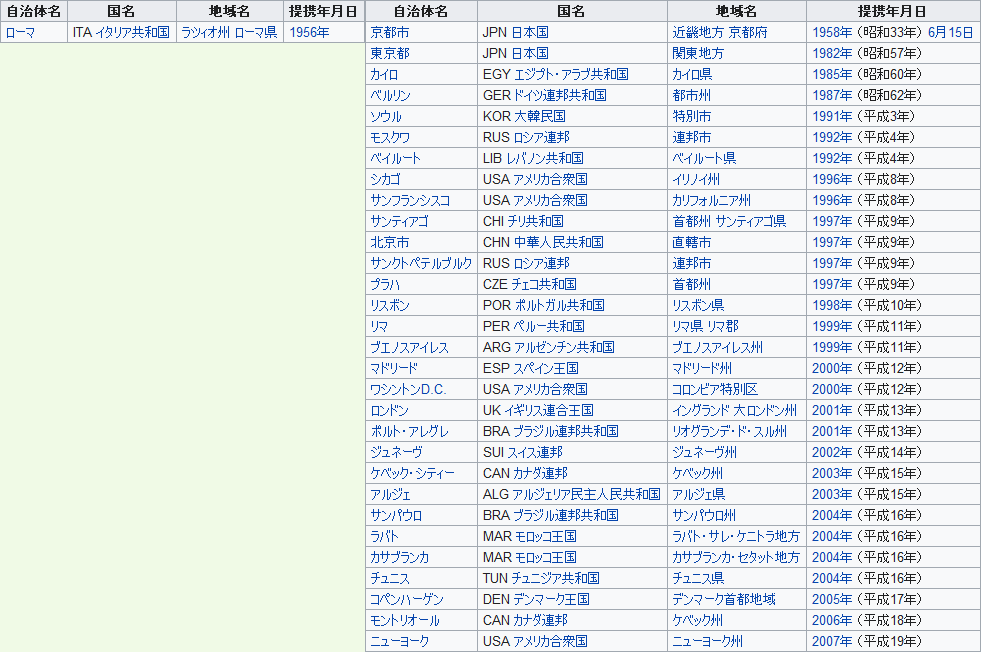 自治体名 国名 地域名 提携年月日
ローマ ITA イタリア共和国 ラツィオ州 ローマ県 1956年
自治体名 国名 地域名 提携年月日
京都市 JPN 日本国 近畿地方 京都府 1958年（昭和33年）6月15日
東京都 JPN 日本国 関東地方 1982年（昭和57年）
カイロ EGY エジプト・アラブ共和国 カイロ県 1985年（昭和60年）
ベルリン GER ドイツ連邦共和国 都市州 1987年（昭和62年）
ソウル KOR 大韓民国 特別市 1991年（平成3年）
モスクワ RUS ロシア連邦 連邦市 1992年（平成4年）
ベイルート LIB レバノン共和国 ベイルート県 1992年（平成4年）
シカゴ USA アメリカ合衆国 イリノイ州 1996年（平成8年）
サンフランシスコ USA アメリカ合衆国 カリフォルニア州 1996年（平成8年）
サンティアゴ CHI チリ共和国 首都州 サンティアゴ県 1997年（平成9年）
北京市 CHN 中華人民共和国 直轄市 1997年（平成9年）
サンクトペテルブルク RUS ロシア連邦 連邦市 1997年（平成9年）
プラハ CZE チェコ共和国 首都州 1997年（平成9年）
リスボン POR ポルトガル共和国 リスボン県 1998年（平成10年）
リマ PER ペルー共和国 リマ県 リマ郡 1999年（平成11年）
ブエノスアイレス ARG アルゼンチン共和国 ブエノスアイレス州 1999年（平成11年）
マドリード ESP スペイン王国 マドリード州 2000年（平成12年）
ワシントンD.C. USA アメリカ合衆国 コロンビア特別区 2000年（平成12年）
ロンドン UK イギリス連合王国 イングランド 大ロンドン州 2001年（平成13年）
ポルト・アレグレ BRA ブラジル連邦共和国 リオグランデ・ド・スル州 2001年（平成13年）
ジュネーヴ SUI スイス連邦 ジュネーヴ州 2002年（平成14年）
ケベック・シティー CAN カナダ連邦 ケベック州 2003年（平成15年）
アルジェ ALG アルジェリア民主人民共和国 アルジェ県 2003年（平成15年）
サンパウロ BRA ブラジル連邦共和国 サンパウロ州 2004年（平成16年）
ラバト MAR モロッコ王国 ラバト・サレ・ケニトラ地方 2004年（平成16年）
カサブランカ MAR モロッコ王国 カサブランカ・セタット地方 2004年（平成16年）
チュニス TUN チュニジア共和国 チュニス県 2004年（平成16年）
コペンハーゲン DEN デンマーク王国 デンマーク首都地域 2005年（平成17年）
モントリオール CAN カナダ連邦 ケベック州 2006年（平成18年）
ニューヨーク USA アメリカ合衆国 ニューヨーク州 2007年（平成19年）